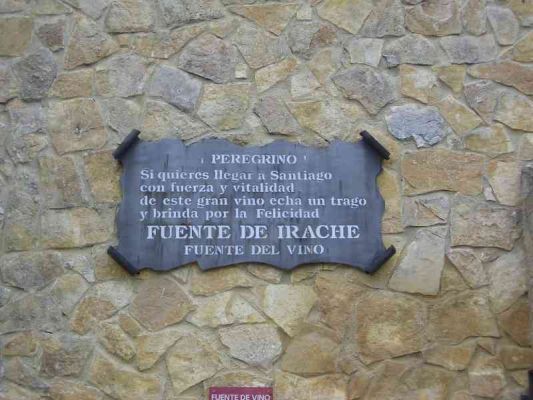 ¡ PEREGRINO !
Si quieres llegar a Santiago
con fuerza y vitalidad
de este gran vino echa un trago
y brinda por la Felicidad
FUENTE DE IRACHE
FUENTE DEL VINO
FUENTE DE VINO